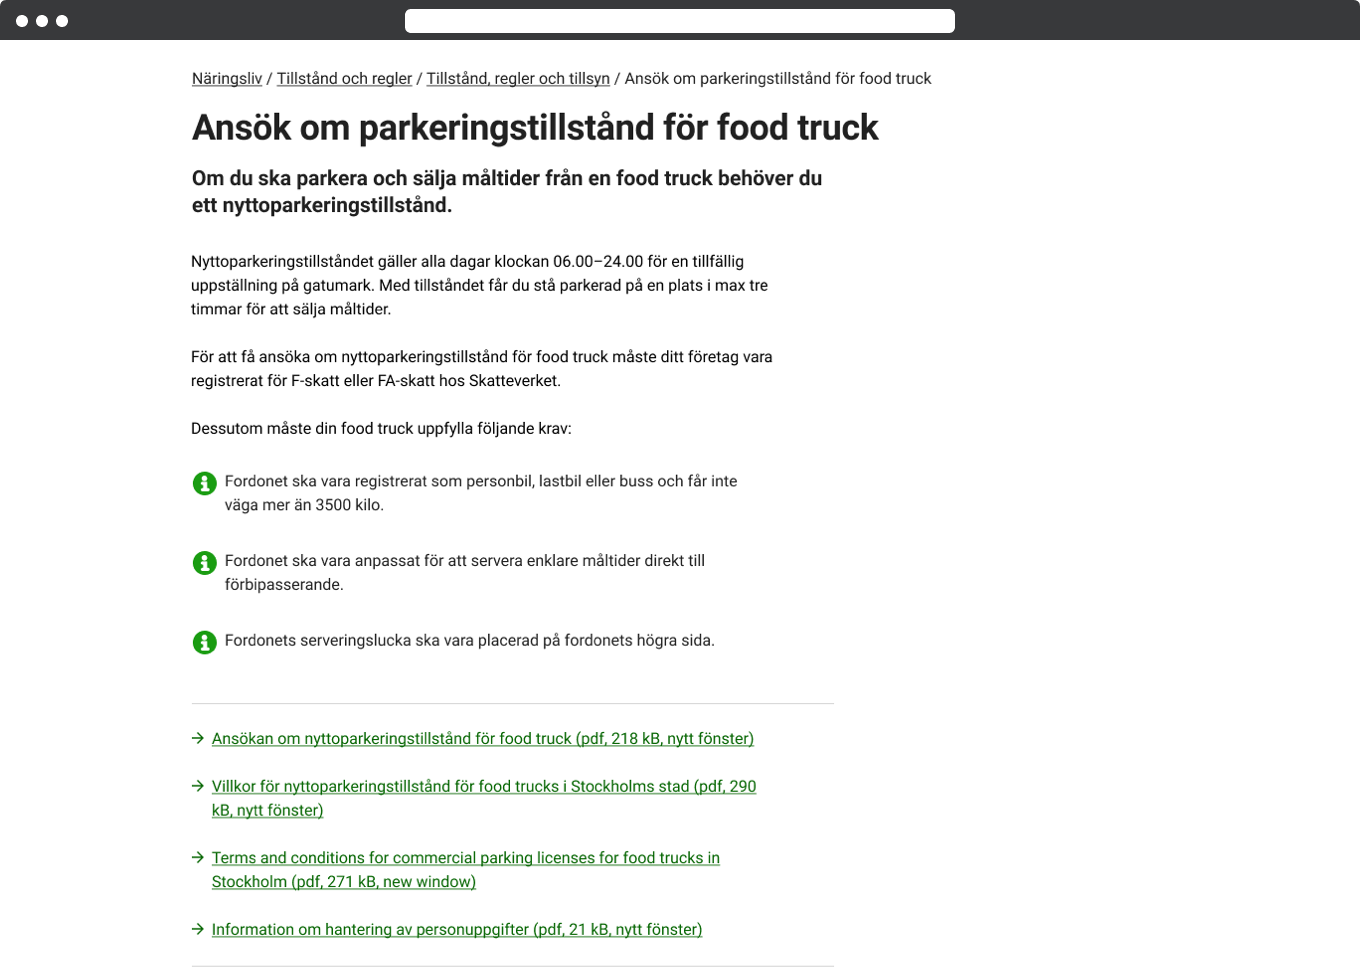 Näringsliv / Tillstånd och regler / Tillstånd, regler och tillsyn / Ansök om parkeringstillstånd för food truck
Ansök om parkeringstillstånd för food truck
Om du ska parkera och sälja måltider från en food truck behöver du
ett nyttoparkeringstillstånd.
Nyttoparkeringstillståndet gäller alla dagar klockan 06.00–24.00 för en tillfällig
uppställning på gatumark. Med tillståndet får du stå parkerad på en plats i max tre
timmar för att sälja måltider.
För att få ansöka om nyttoparkeringstillstånd för food truck måste ditt företag vara
registrerat för F-skatt eller FA-skatt hos Skatteverket.
Dessutom måste din food truck uppfylla följande krav:
Fordonet ska vara registrerat som personbil, lastbil eller buss och får inte
väga mer än 3500 kilo.
Fordonet ska vara anpassat för att servera enklare måltider direkt till
förbipasserande.
Fordonets serveringslucka ska vara placerad på fordonets högra sida.
Ansökan om nyttoparkeringstillstånd för food truck (pdf, 218 kB, nytt fönster)
Villkor för nyttoparkeringstillstånd för food trucks i Stockholms stad (pdf, 290
kB, nytt fönster)
Terms and conditions for commercial parking licenses for food trucks in
Stockholm (pdf, 271 kB, new window)
Information om hantering av personuppgifter (pdf, 21 kB, nytt fönster)